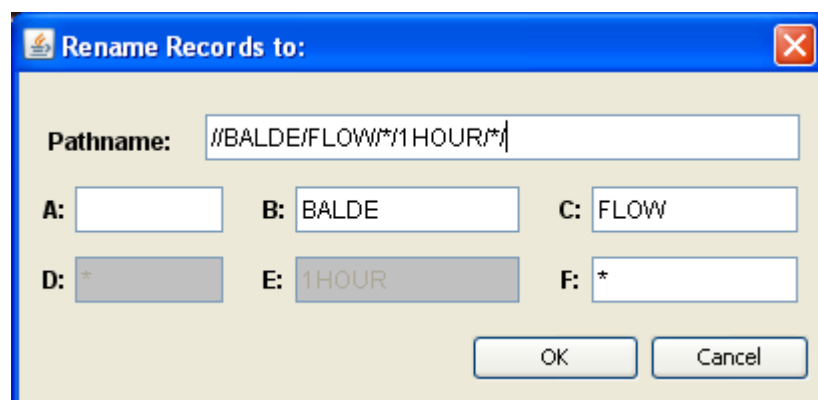 Rename Records to:
Pathname: //BALDE/FLOW/*/1HOUR/*/
A: B: BALDE C: FLOW
D: * E: 1HOUR F: *
OK Cancel